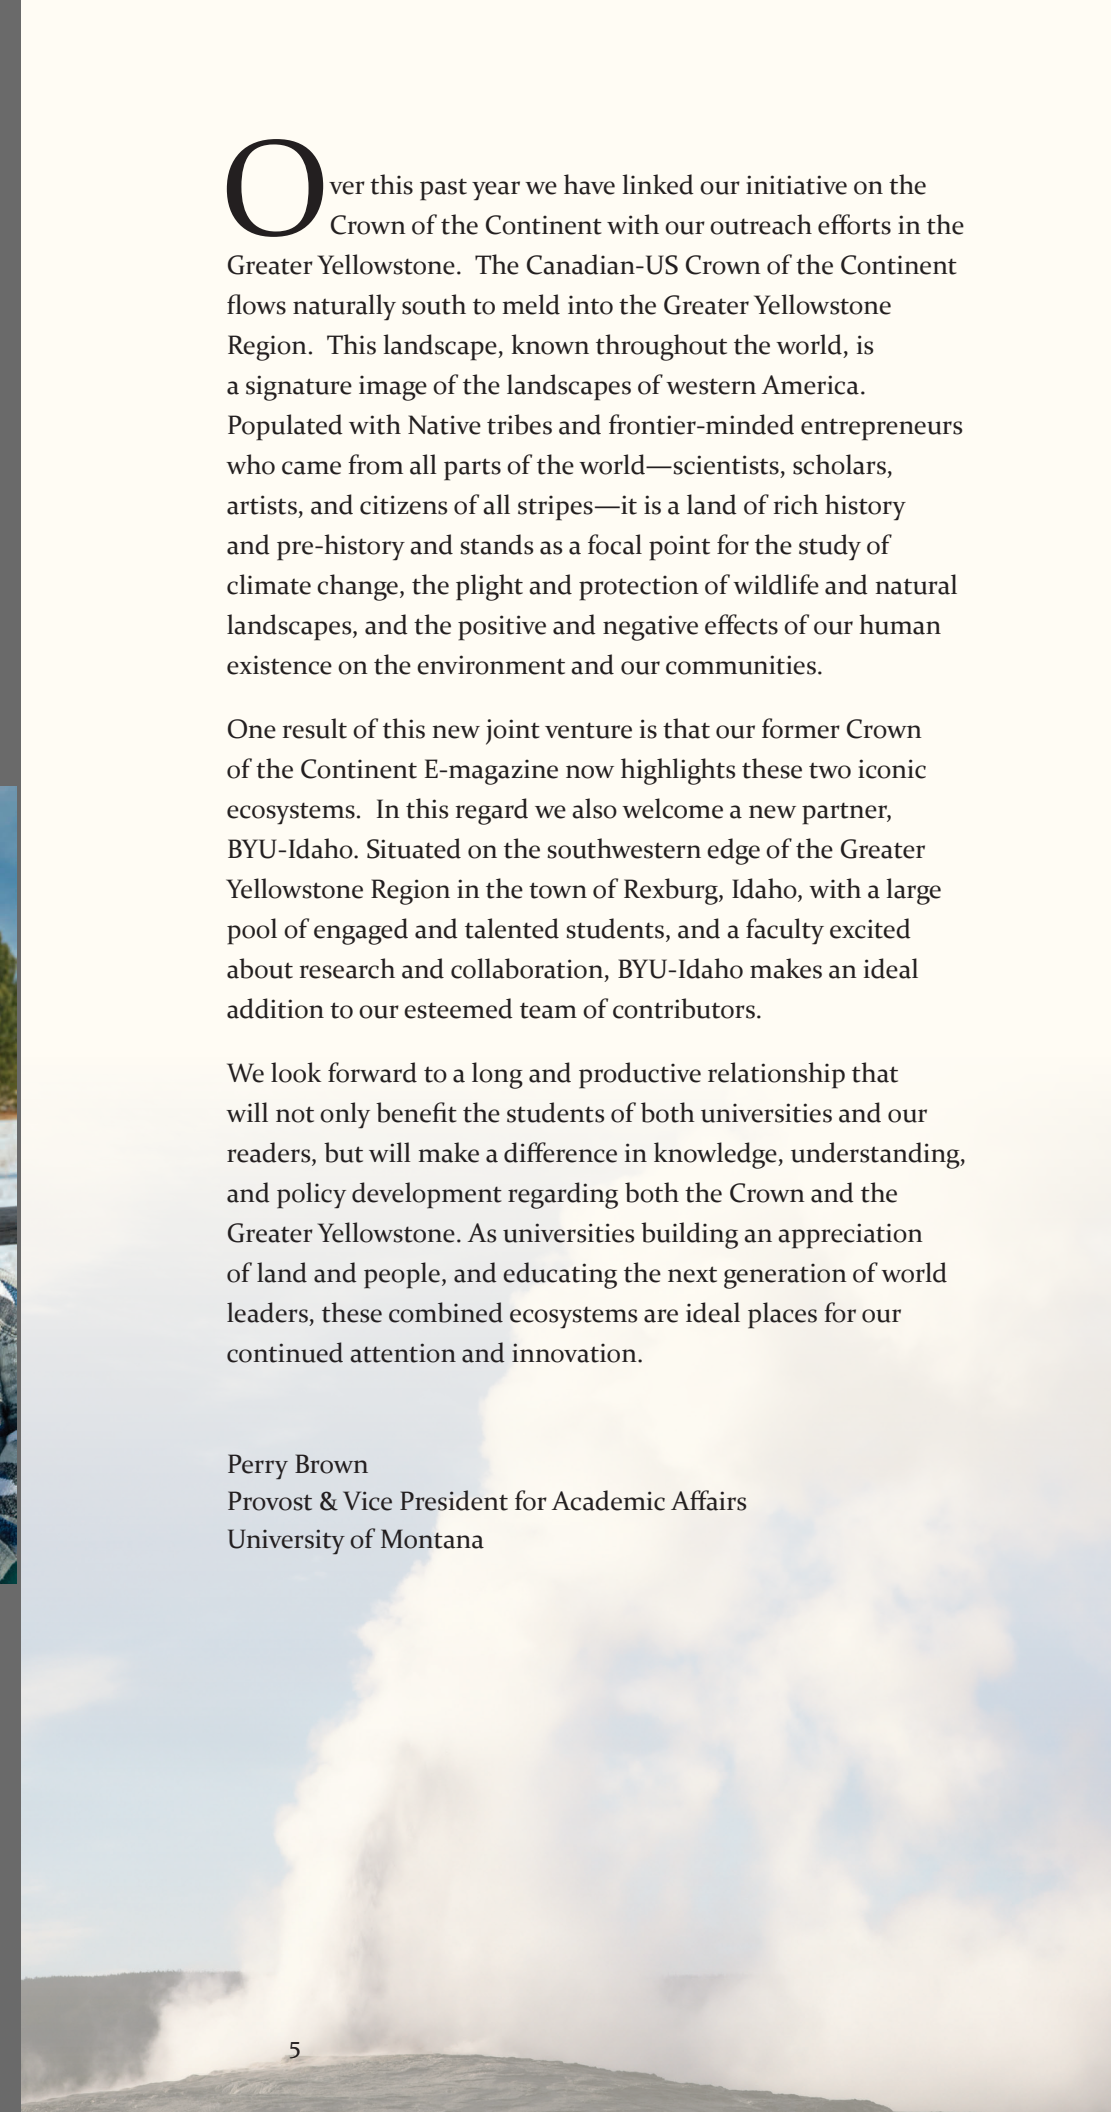 Over this past year we have linked our initiative on the
Crown of the Continent with our outreach efforts in the
Greater Yellowstone.  The Canadian-US Crown of the Continent
flows naturally south to meld into the Greater Yellowstone
Region.  This landscape, known throughout the world, is
a signature image of the landscapes of western America.
Populated with Native tribes and frontier-minded entrepreneurs
who came from all parts of the world—scientists, scholars,
artists, and citizens of all stripes—it is a land of rich history
and pre-history and stands as a focal point for the study of
climate change, the plight and protection of wildlife and natural
landscapes, and the positive and negative effects of our human
existence on the environment and our communities.
One result of this new joint venture is that our former Crown
of the Continent E-magazine now highlights these two iconic
ecosystems.  In this regard we also welcome a new partner,
BYU-Idaho. Situated on the southwestern edge of the Greater
Yellowstone Region in the town of Rexburg, Idaho, with a large
pool of engaged and talented students, and a faculty excited
about research and collaboration, BYU-Idaho makes an ideal
addition to our esteemed team of contributors.
We look forward to a long and productive relationship that
will not only benefit the students of both universities and our
readers, but will make a difference in knowledge, understanding,
and policy development regarding both the Crown and the
Greater Yellowstone. As universities building an appreciation
of land and people, and educating the next generation of world
leaders, these combined ecosystems are ideal places for our
continued attention and innovation.
Perry Brown
Provost & Vice President for Academic Affairs
University of Montana
5